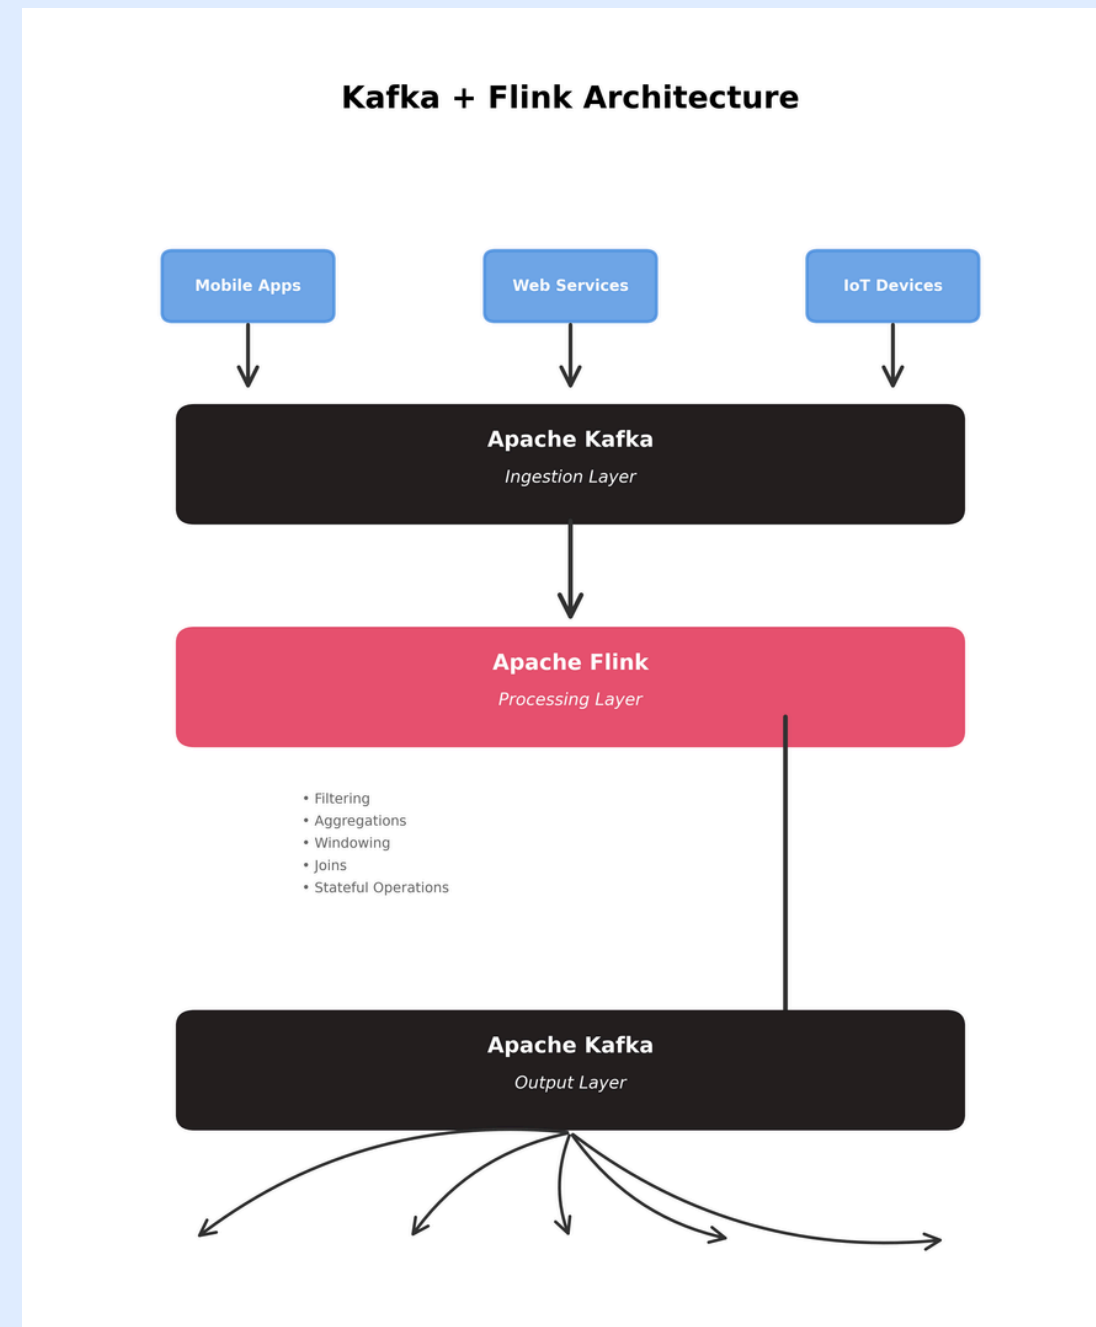 Kafka + Flink Architecture
Mobile Apps
Web Services
IoT Devices
Apache Kafka
Ingestion Layer
Apache Flink
Processing Layer
• Filtering
• Aggregations
• Windowing
• Joins
• Stateful Operations
Apache Kafka
Output Layer